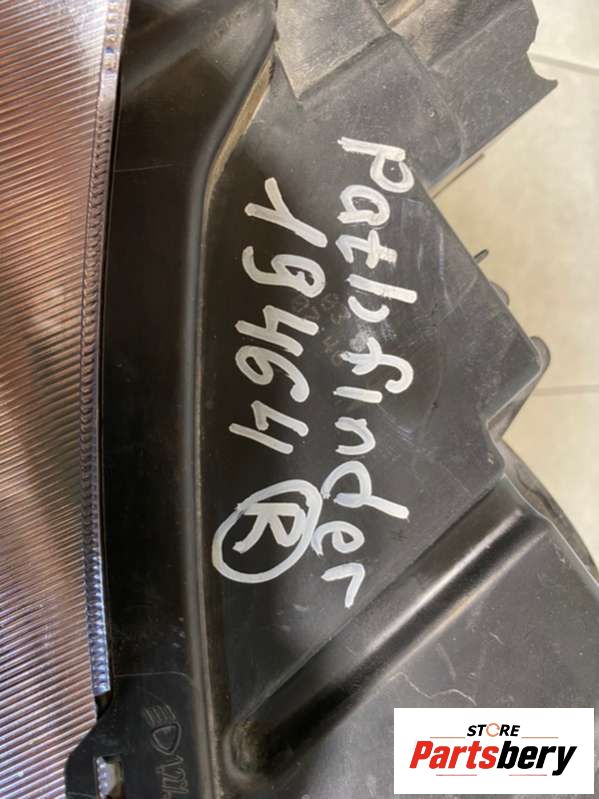 Pathfinder
19464 R
STORE
Partsbery